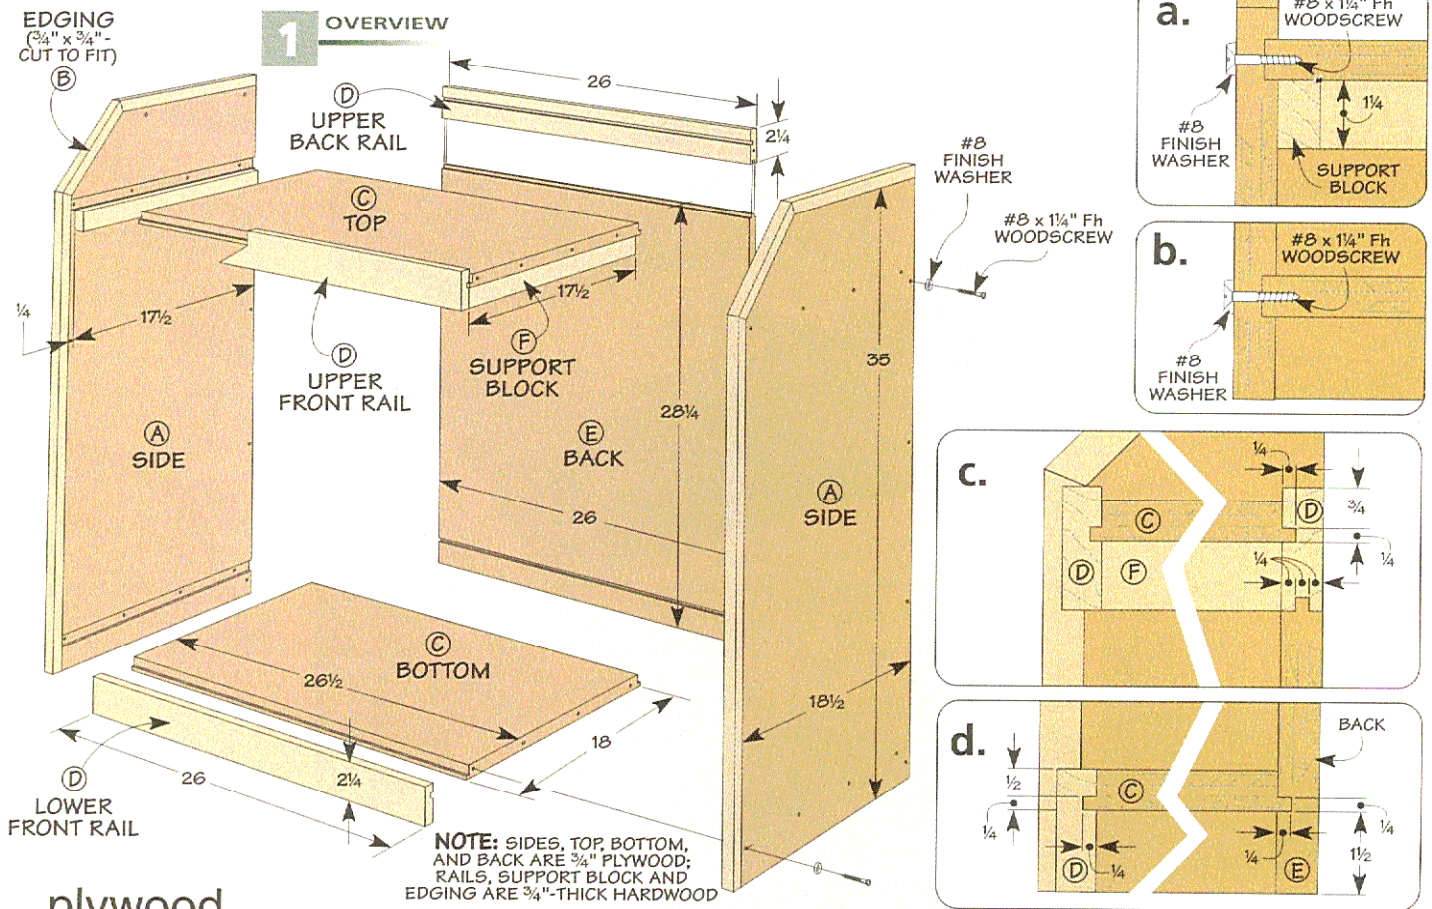 1 OVERVIEW
EDGING
(¾" x ¾"-
CUT TO FIT)
B
D
UPPER
BACK RAIL
26
2¼
C
TOP
17½
¼
17½
D
UPPER
FRONT RAIL
F
SUPPORT
BLOCK
28¼
E
BACK
26
A
SIDE
A
SIDE
35
18½
#8
FINISH
WASHER
#8 x 1¼" Fh
WOODSCREW
C
BOTTOM
26½
18
2¼
26
D
LOWER
FRONT RAIL
NOTE: SIDES, TOP, BOTTOM,
AND BACK ARE ¾" PLYWOOD;
RAILS, SUPPORT BLOCK AND
EDGING ARE ¾"-THICK HARDWOOD
plywood
a.
#8 x 1¼" Fh
WOODSCREW
1¼
#8
FINISH
WASHER
SUPPORT
BLOCK
b.
#8 x 1¼" Fh
WOODSCREW
#8
FINISH
WASHER
c.
¼
¾
D
C
¼
¼
D
F
d.
BACK
½
C
¼
¼
¼
¼
1½
D
E